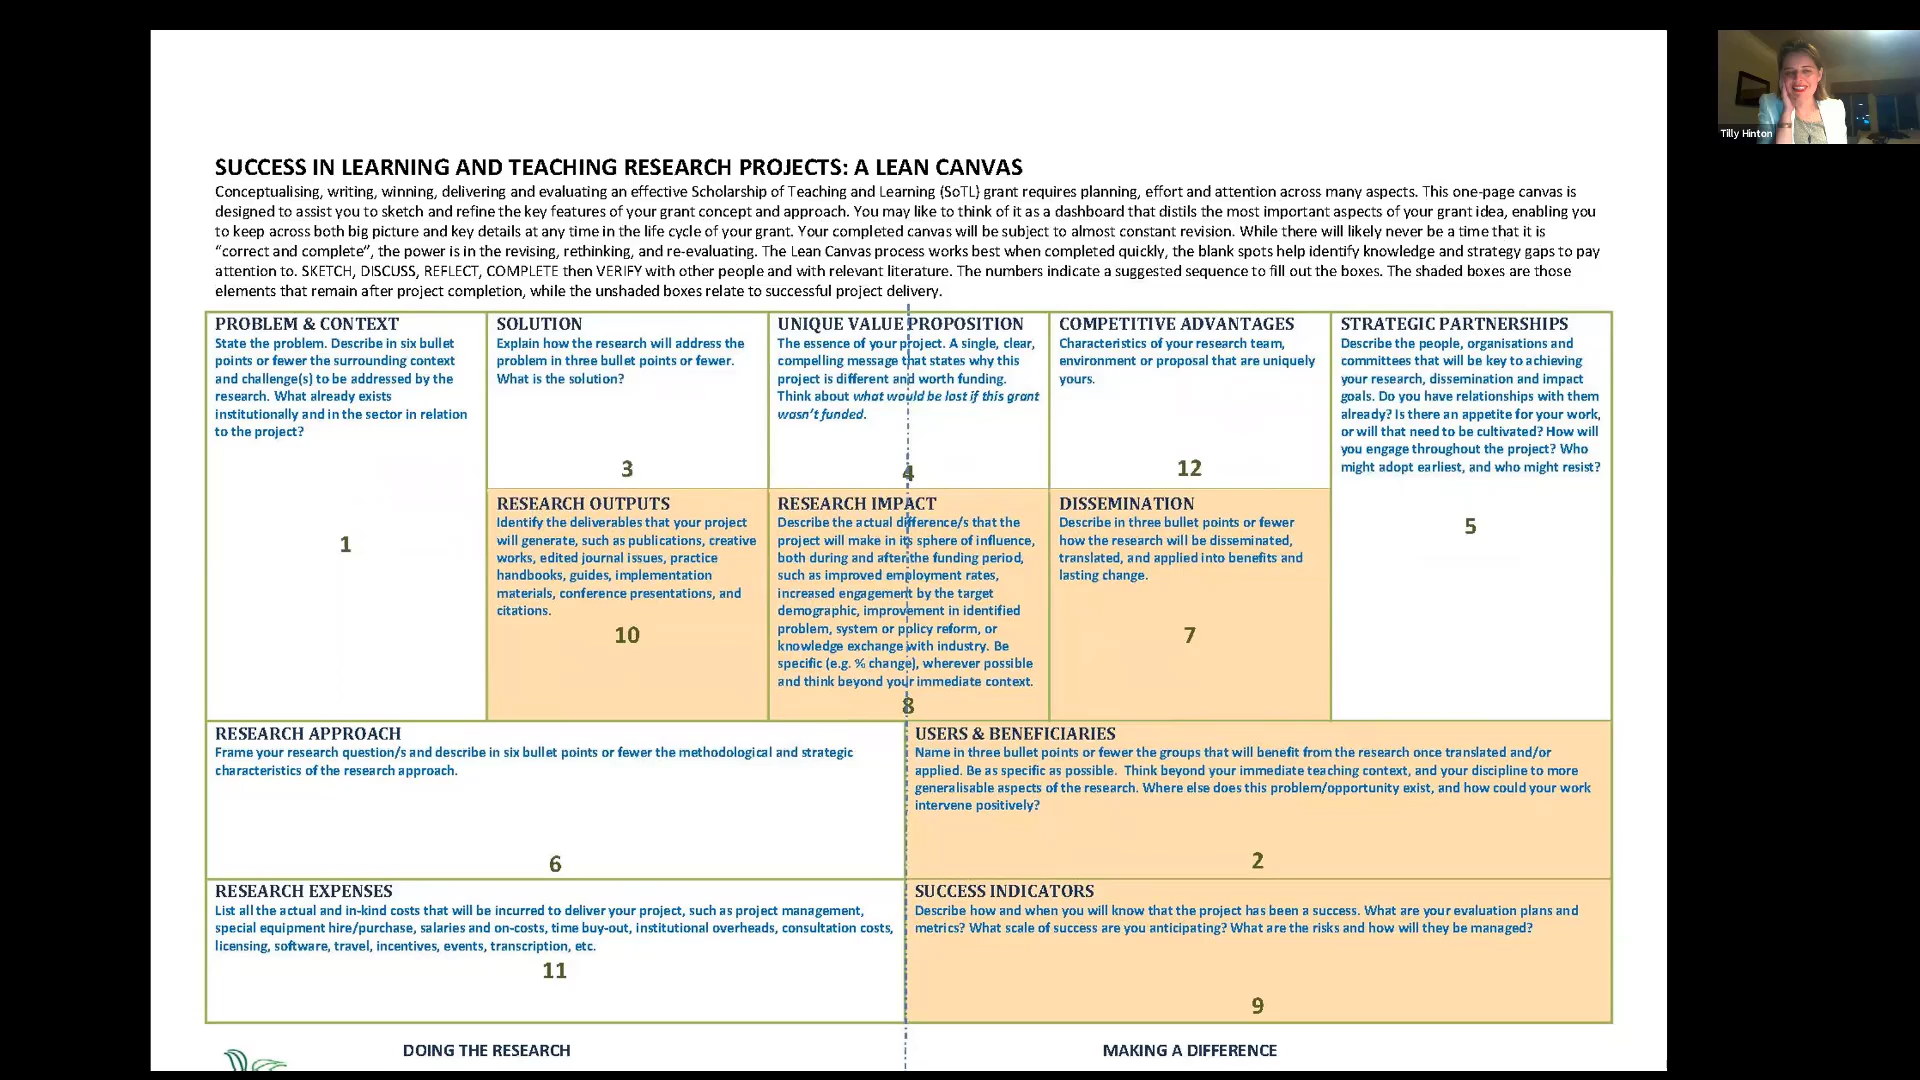 SUCCESS IN LEARNING AND TEACHING RESEARCH PROJECTS: A LEAN CANVAS
Conceptualising, writing, winning, delivering and evaluating an effective Scholarship of Teaching and Learning (SoTL) grant requires planning, effort and attention across many aspects. This one-page canvas is
designed to assist you to sketch and refine the key features of your grant concept and approach. You may like to think of it as a dashboard that distils the most important aspects of your grant idea, enabling you
to keep across both big picture and key details at any time in the life cycle of your grant. Your completed canvas will be subject to almost constant revision. While there will likely never be a time that it is
“correct and complete”, the power is in the revising, rethinking, and re-evaluating. The Lean Canvas process works best when completed quickly, the blank spots help identify knowledge and strategy gaps to pay
attention to. SKETCH, DISCUSS, REFLECT, COMPLETE then VERIFY with other people and with relevant literature. The numbers indicate a suggested sequence to fill out the boxes. The shaded boxes are those
elements that remain after project completion, while the unshaded boxes relate to successful project delivery.
PROBLEM & CONTEXT
State the problem. Describe in six bullet
points or fewer the surrounding context
and challenge(s) to be addressed by the
research. What already exists
institutionally and in the sector in relation
to the project?
1
SOLUTION
Explain how the research will address the
problem in three bullet points or fewer.
What is the solution?
3
UNIQUE VALUE PROPOSITION
The essence of your project. A single, clear,
compelling message that states why this
project is different and worth funding.
Think about what would be lost if this grant
wasn’t funded.
4
COMPETITIVE ADVANTAGES
Characteristics of your research team,
environment or proposal that are uniquely
yours.
12
STRATEGIC PARTNERSHIPS
Describe the people, organisations and
committees that will be key to achieving
your research, dissemination and impact
goals. Do you have relationships with them
already? Is there an appetite for your work,
or will that need to be cultivated? How will
you engage throughout the project? Who
might adopt earliest, and who might resist?
5
RESEARCH OUTPUTS
Identify the deliverables that your project
will generate, such as publications, creative
works, edited journal issues, practice
handbooks, guides, implementation
materials, conference presentations, and
citations.
10
RESEARCH IMPACT
Describe the actual difference/s that the
project will make in its sphere of influence,
both during and after the funding period,
such as improved employment rates,
increased engagement by the target
demographic, improvement in identified
problem, system or policy reform, or
knowledge exchange with industry. Be
specific (e.g. % change), wherever possible
and think beyond your immediate context.
8
DISSEMINATION
Describe in three bullet points or fewer
how the research will be disseminated,
translated, and applied into benefits and
lasting change.
7
RESEARCH APPROACH
Frame your research question/s and describe in six bullet points or fewer the methodological and strategic
characteristics of the research approach.
6
USERS & BENEFICIARIES
Name in three bullet points or fewer the groups that will benefit from the research once translated and/or
applied. Be as specific as possible. Think beyond your immediate teaching context, and your discipline to more
generalisable aspects of the research. Where else does this problem/opportunity exist, and how could your work
intervene positively?
2
RESEARCH EXPENSES
List all the actual and in-kind costs that will be incurred to deliver your project, such as project management,
special equipment hire/purchase, salaries and on-costs, time buy-out, institutional overheads, consultation costs,
licensing, software, travel, incentives, events, transcription, etc.
11
SUCCESS INDICATORS
Describe how and when you will know that the project has been a success. What are your evaluation plans and
metrics? What scale of success are you anticipating? What are the risks and how will they be managed?
9
DOING THE RESEARCH
MAKING A DIFFERENCE
Tilly Hinton